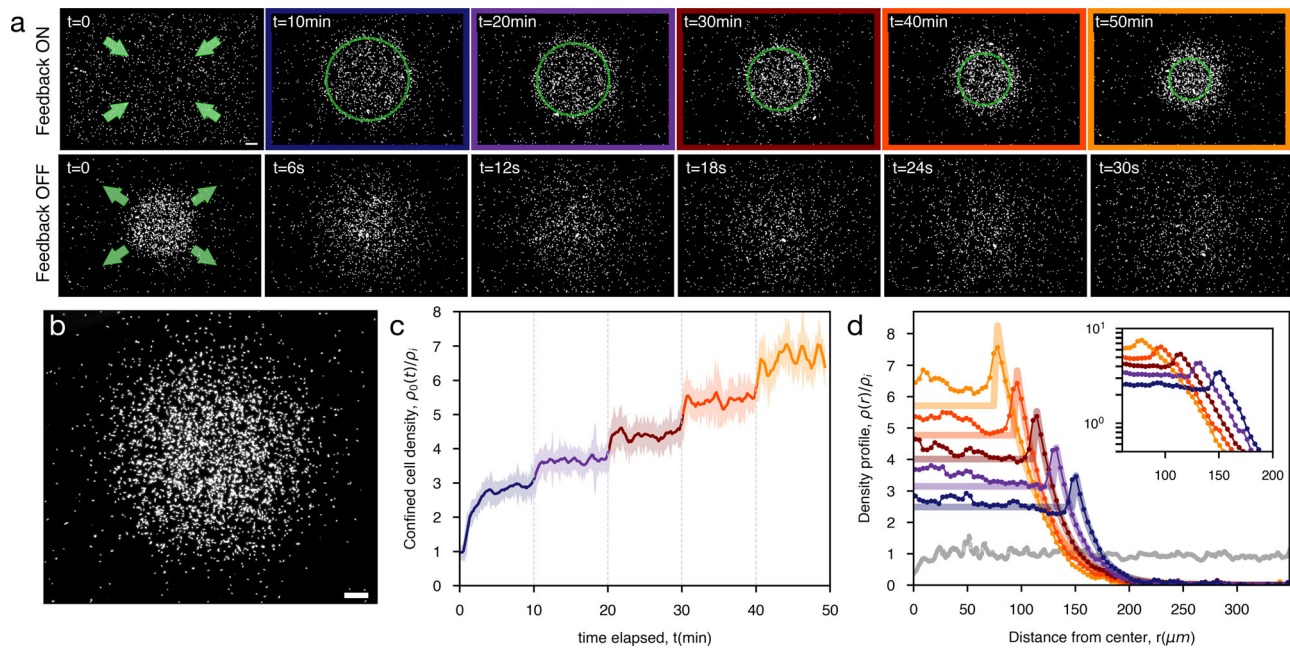 a
Feedback ON
t=0
t=10min
t=20min
t=30min
t=40min
t=50min
Feedback OFF
t=0
t=6s
t=12s
t=18s
t=24s
t=30s
b
c
Confined cell density, ρ₀(t)/ρᵢ
8
7
6
5
4
3
2
1
0
0 10 20 30 40 50
time elapsed, t(min)
d
Density profile, ρ(r)/ρᵢ
8
7
6
5
4
3
2
1
0
0 50 100 150 200 250 300
Distance from center, r(μm)
10¹
10⁰
100 150 200